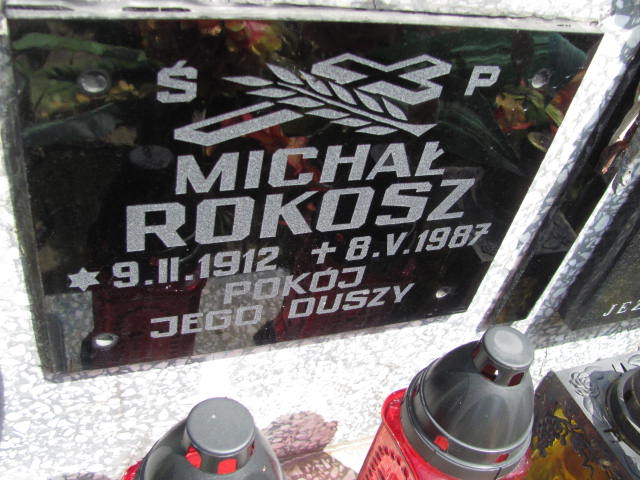 Ś P
MICHAŁ
ROKOSZ
9.II.1912 + 8.V.1987
POKÓJ
JEGO DUSZY